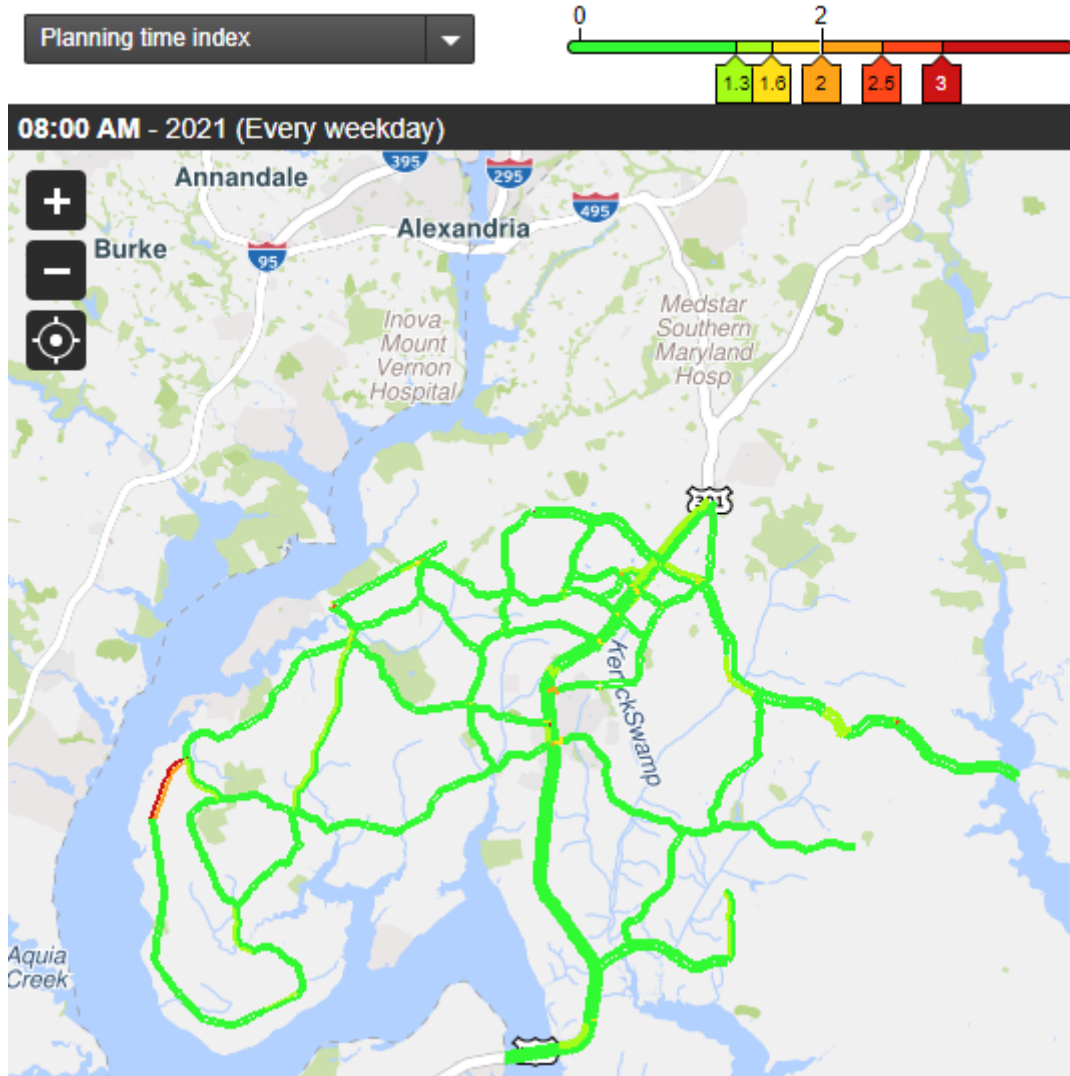 Planning time index
0
2
1.3
1.6
2
2.5
3
08:00 AM - 2021 (Every weekday)
+
−
395
295
Annandale
495
Alexandria
Burke
95
Inova
Mount
Vernon
Hospital
Medstar
Southern
Maryland
Hosp
301
Swamp
Aquia
Creek